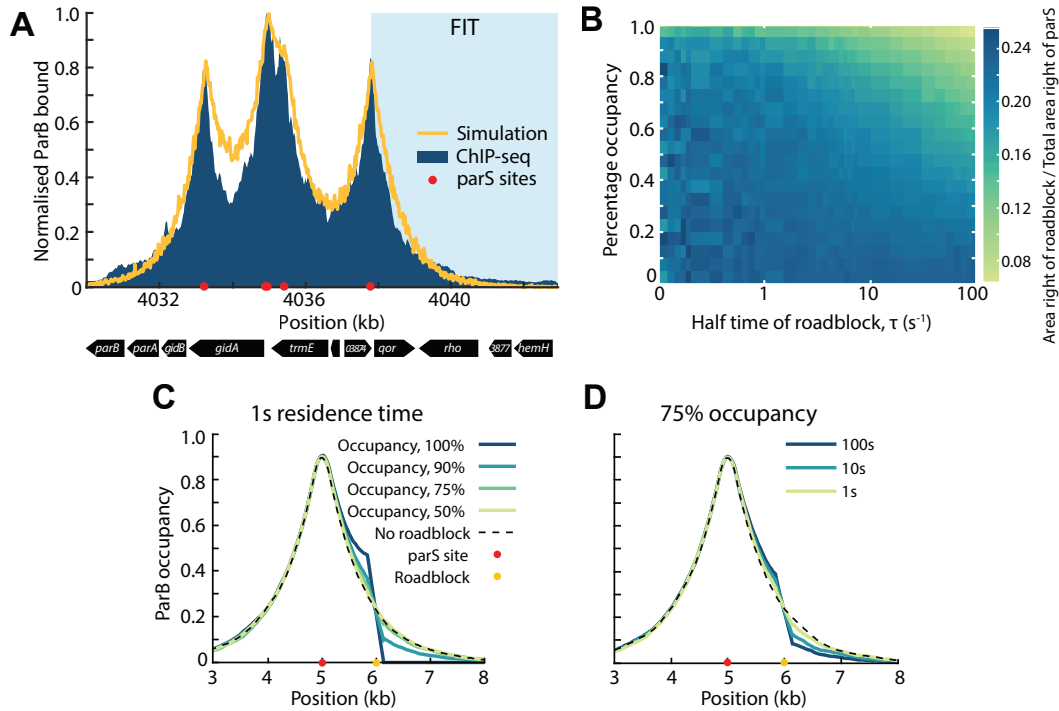 A
FIT
Normalised ParB bound
1.0
0.8
0.6
0.4
0.2
0
Simulation
ChIP-seq
parS sites
4032
4036
4040
Position (kb)
parB
parA
gidB
gidA
trmE
03874
qor
rho
3877
hemH
B
Percentage occupancy
1.0
0.8
0.6
0.4
0.2
0
0
1
10
100
Half time of roadblock, τ (s⁻¹)
0.24
0.20
0.16
0.12
0.08
Area right of roadblock / Total area right of parS
C
1s residence time
ParB occupancy
1.0
0.8
0.6
0.4
0.2
0
Occupancy, 100%
Occupancy, 90%
Occupancy, 75%
Occupancy, 50%
No roadblock
parS site
Roadblock
3
4
5
6
7
8
Position (kb)
D
75% occupancy
100s
10s
1s
3
4
5
6
7
8
Position (kb)